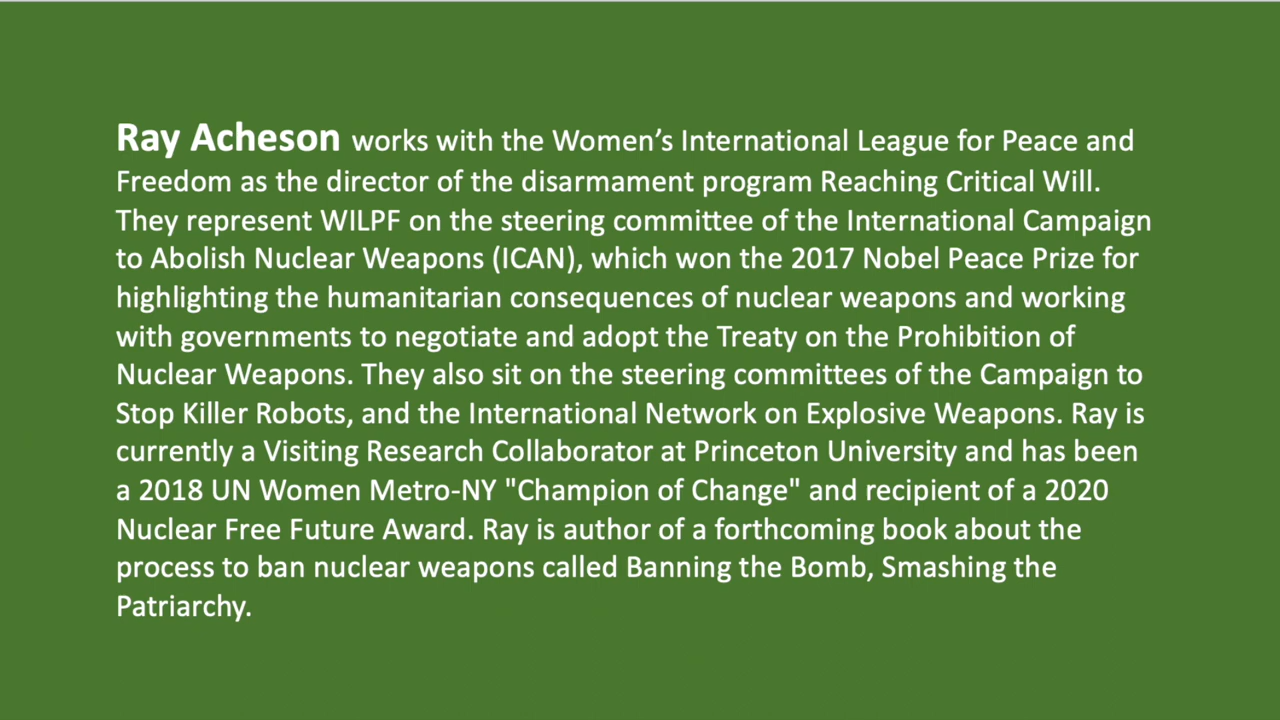 Ray Acheson works with the Women’s International League for Peace and
Freedom as the director of the disarmament program Reaching Critical Will.
They represent WILPF on the steering committee of the International Campaign
to Abolish Nuclear Weapons (ICAN), which won the 2017 Nobel Peace Prize for
highlighting the humanitarian consequences of nuclear weapons and working
with governments to negotiate and adopt the Treaty on the Prohibition of
Nuclear Weapons. They also sit on the steering committees of the Campaign to
Stop Killer Robots, and the International Network on Explosive Weapons. Ray is
currently a Visiting Research Collaborator at Princeton University and has been
a 2018 UN Women Metro-NY "Champion of Change" and recipient of a 2020
Nuclear Free Future Award. Ray is author of a forthcoming book about the
process to ban nuclear weapons called Banning the Bomb, Smashing the
Patriarchy.